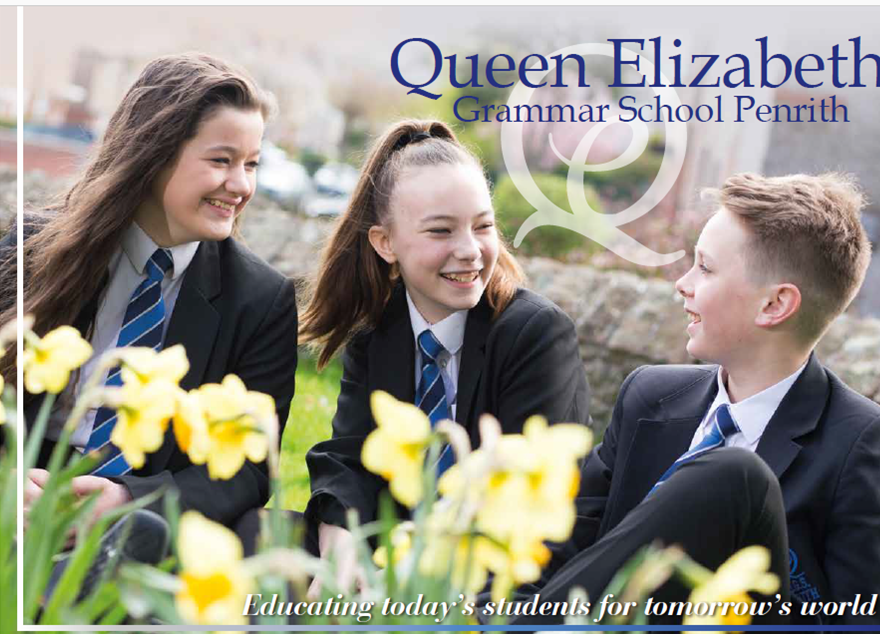 Queen Elizabeth
Grammar School Penrith
Educating today's students for tomorrow's world